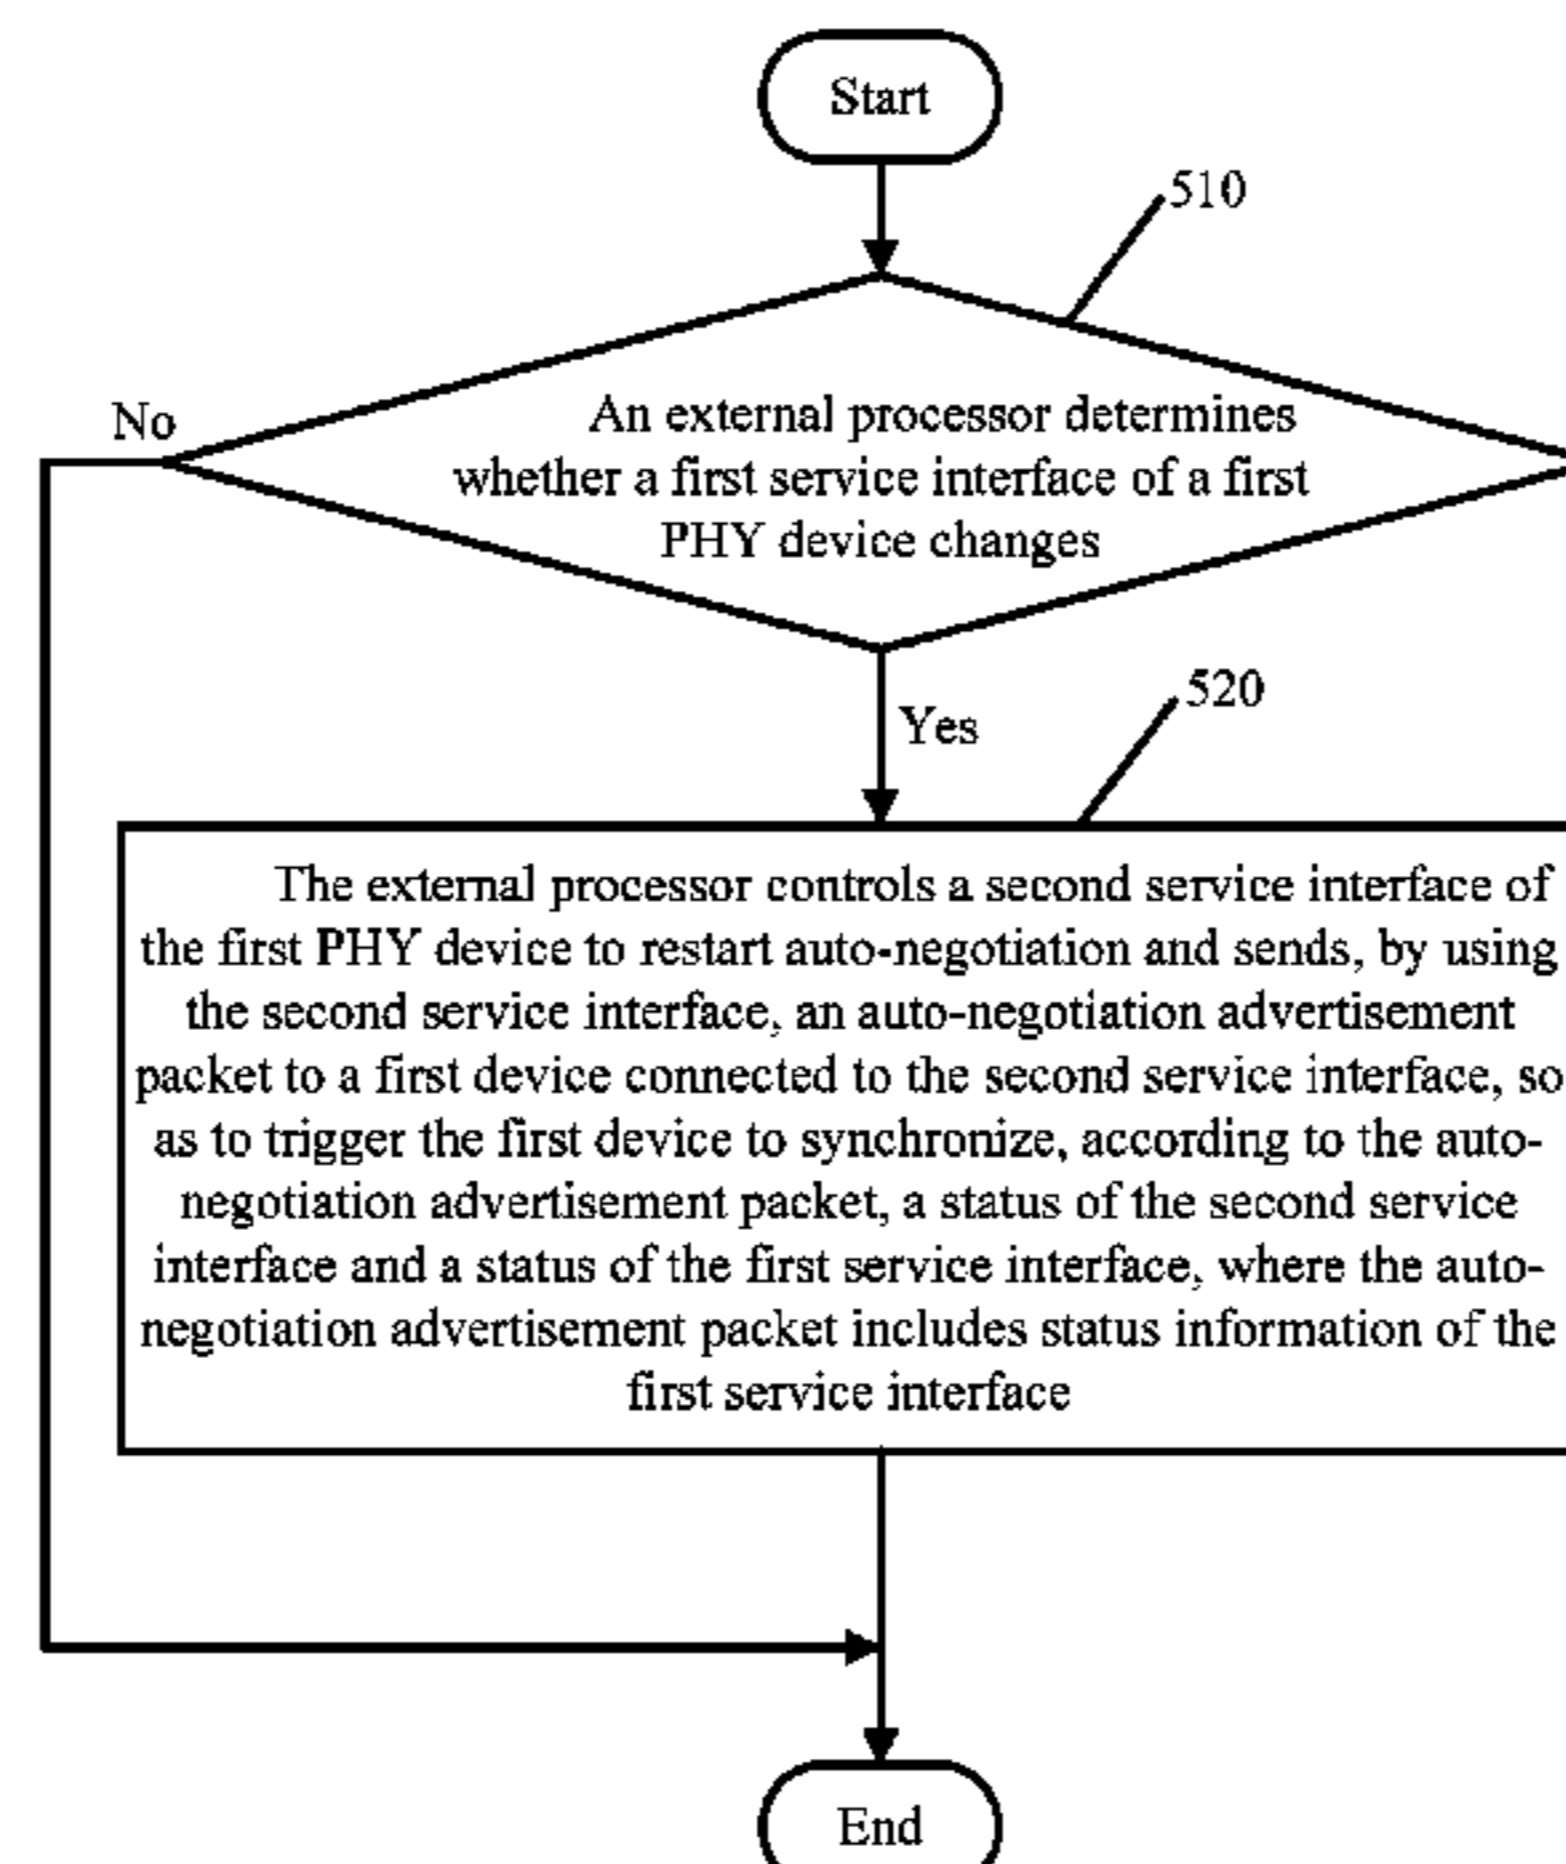 Start
510
No
An external processor determines
whether a first service interface of a first
PHY device changes
520
Yes
The external processor controls a second service interface of
the first PHY device to restart auto-negotiation and sends, by using
the second service interface, an auto-negotiation advertisement
packet to a first device connected to the second service interface, so
as to trigger the first device to synchronize, according to the auto-
negotiation advertisement packet, a status of the second service
interface and a status of the first service interface, where the auto-
negotiation advertisement packet includes status information of the
first service interface
End